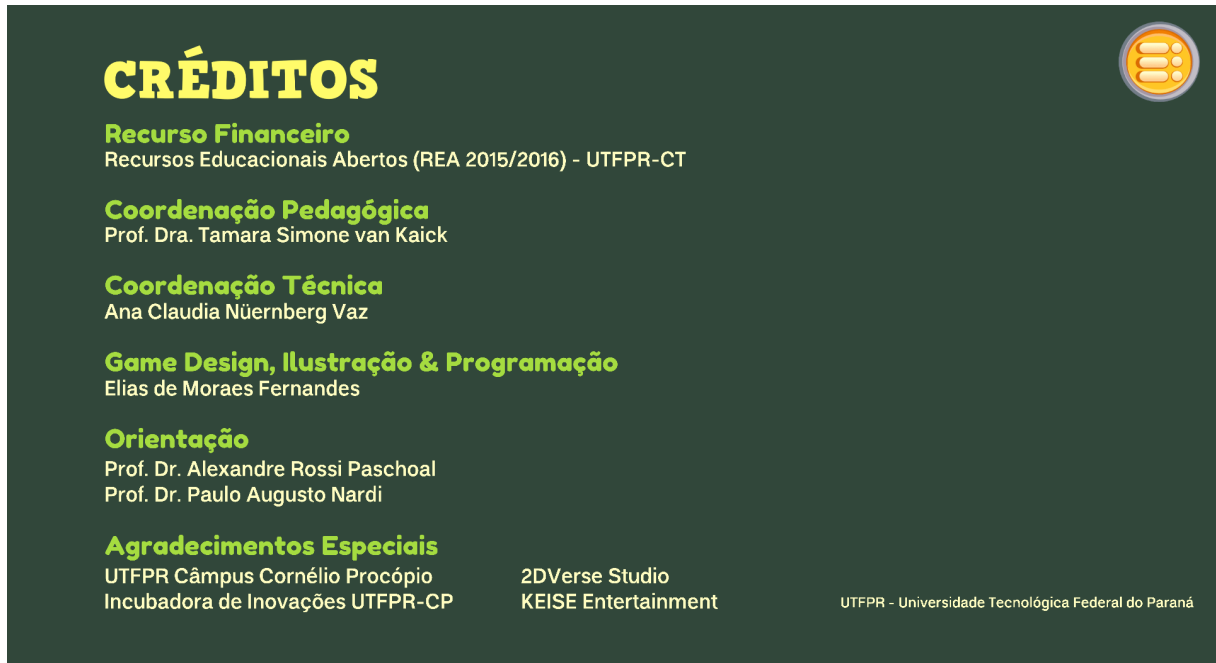 CRÉDITOS
Recurso Financeiro
Recursos Educacionais Abertos (REA 2015/2016) - UTFPR-CT
Coordenação Pedagógica
Prof. Dra. Tamara Simone van Kaick
Coordenação Técnica
Ana Claudia Nüernberg Vaz
Game Design, Ilustração & Programação
Elias de Moraes Fernandes
Orientação
Prof. Dr. Alexandre Rossi Paschoal
Prof. Dr. Paulo Augusto Nardi
Agradecimentos Especiais
UTFPR Câmpus Cornélio Procópio
Incubadora de Inovações UTFPR-CP
2DVerse Studio
KEISE Entertainment
UTFPR - Universidade Tecnológica Federal do Paraná